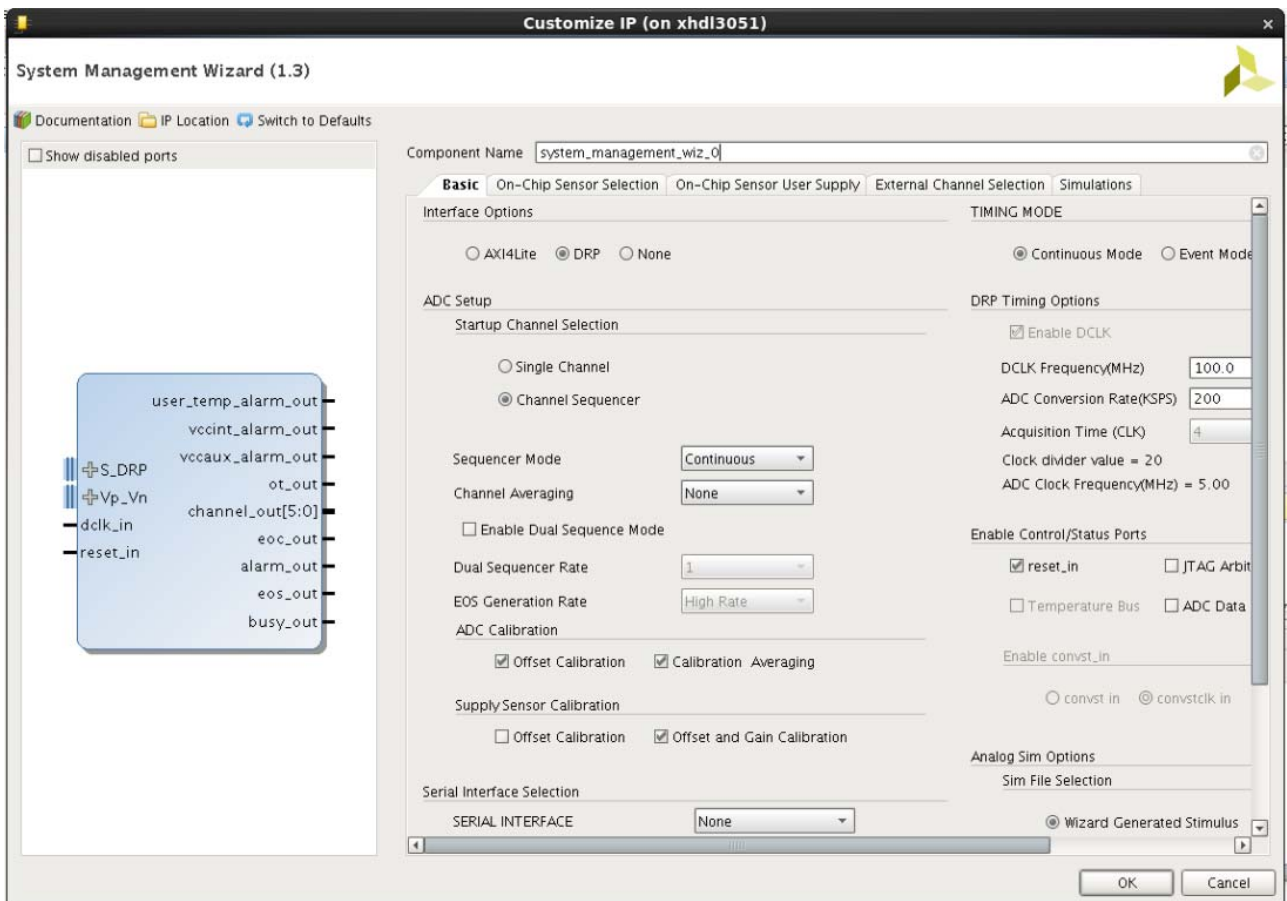 Customize IP (on xhdl3051)
System Management Wizard (1.3)
Documentation IP Location Switch to Defaults
Show disabled ports
user_temp_alarm_out
vccint_alarm_out
vccaux_alarm_out
S_DRP
ot_out
Vp_Vn
channel_out[5:0]
dclk_in
eoc_out
reset_in
alarm_out
eos_out
busy_out
Component Name system_management_wiz_0
Basic On-Chip Sensor Selection On-Chip Sensor User Supply External Channel Selection Simulations
Interface Options
AXI4Lite DRP None
ADC Setup
Startup Channel Selection
Single Channel
Channel Sequencer
Sequencer Mode Continuous
Channel Averaging None
Enable Dual Sequence Mode
Dual Sequencer Rate 1
EOS Generation Rate High Rate
ADC Calibration
Offset Calibration Calibration Averaging
Supply Sensor Calibration
Offset Calibration Offset and Gain Calibration
Serial Interface Selection
SERIAL INTERFACE None
TIMING MODE
Continuous Mode Event Mode
DRP Timing Options
Enable DCLK
DCLK Frequency(MHz) 100.0
ADC Conversion Rate(KSPS) 200
Acquisition Time (CLK) 4
Clock divider value = 20
ADC Clock Frequency(MHz) = 5.00
Enable Control/Status Ports
reset_in JTAG Arbit
Temperature Bus ADC Data
Enable convst_in
convst in convstclk in
Analog Sim Options
Sim File Selection
Wizard Generated Stimulus
OK Cancel